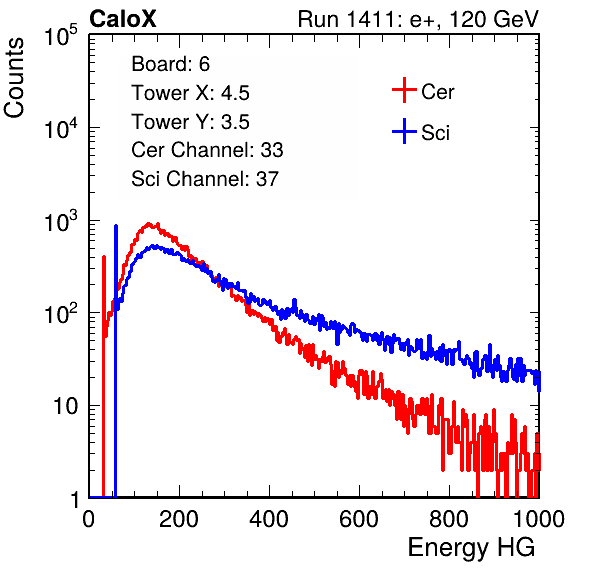 CaloX Run 1411: e+, 120 GeV
Counts
10^5
10^4
10^3
10^2
10
1
Board: 6
Tower X: 4.5
Tower Y: 3.5
Cer Channel: 33
Sci Channel: 37
Cer
Sci
0 200 400 600 800 1000
Energy HG